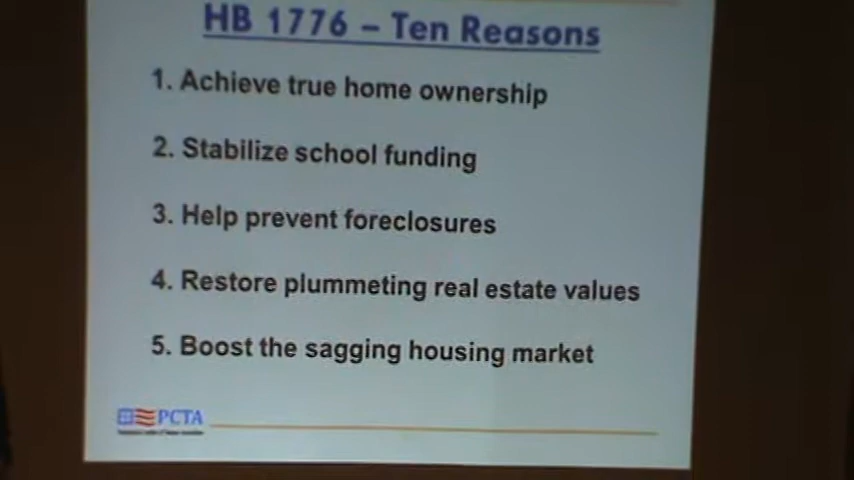 HB 1776 – Ten Reasons
1. Achieve true home ownership
2. Stabilize school funding
3. Help prevent foreclosures
4. Restore plummeting real estate values
5. Boost the sagging housing market
PCTA